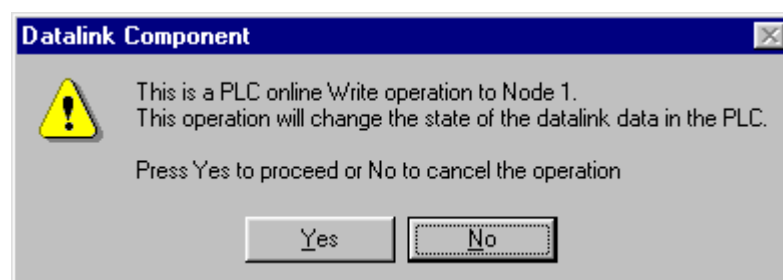 Datalink Component
This is a PLC online Write operation to Node 1.
This operation will change the state of the datalink data in the PLC.
Press Yes to proceed or No to cancel the operation
Yes No